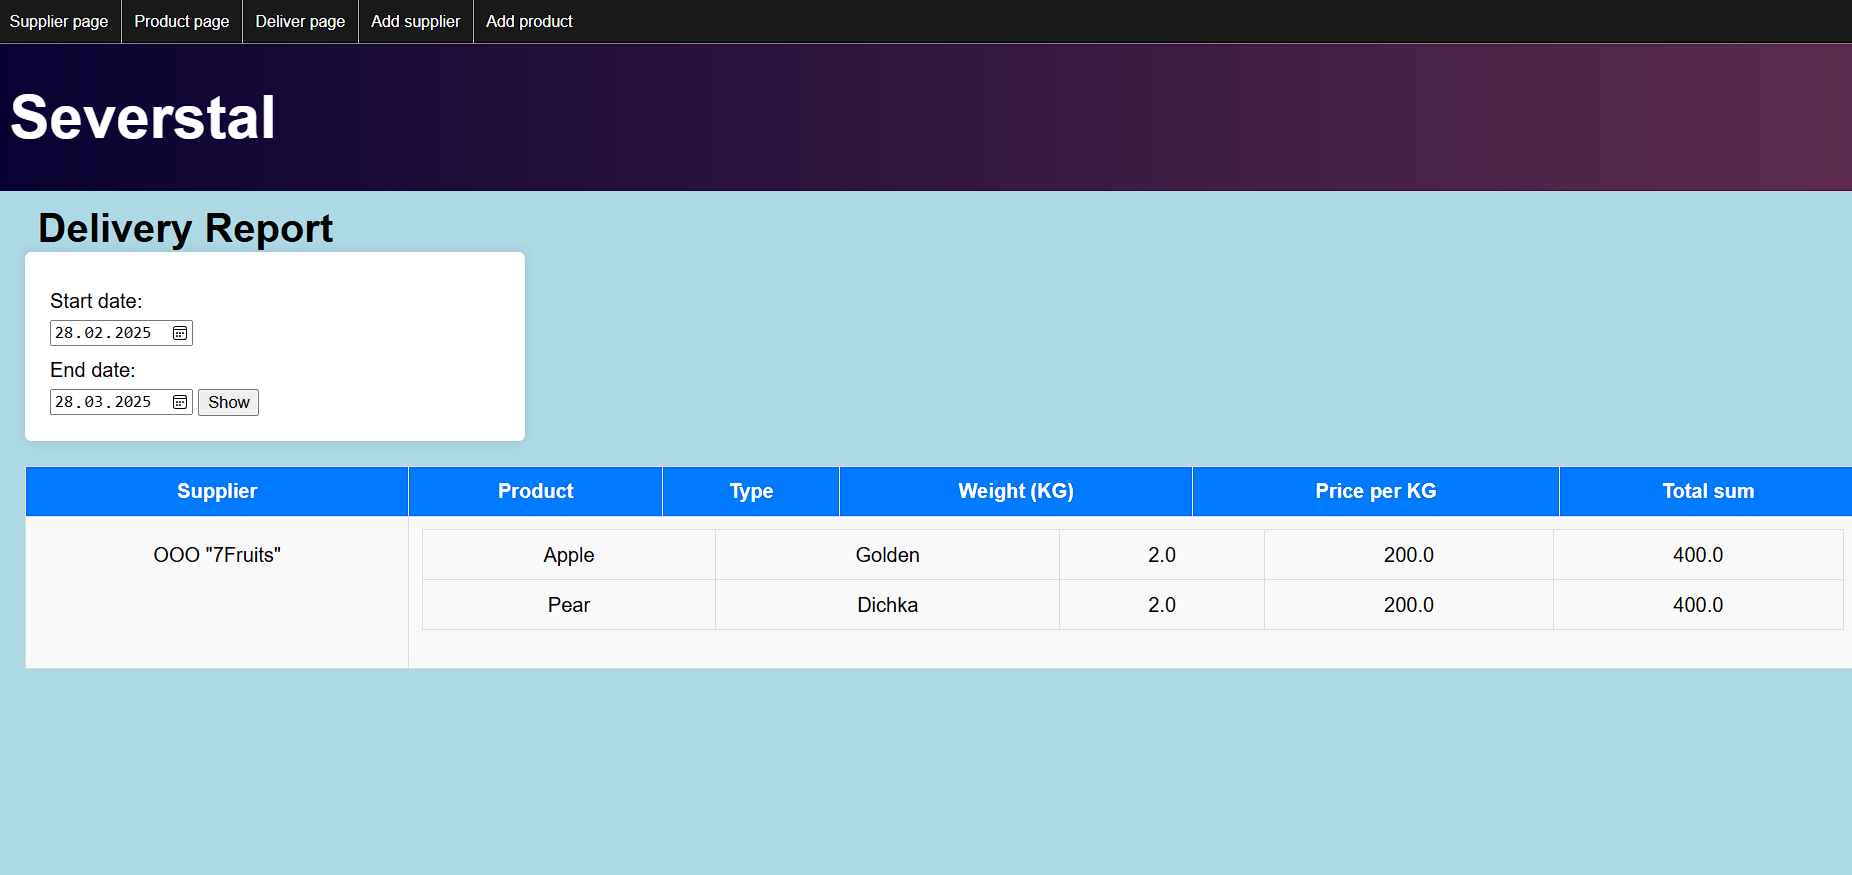 Supplier page Product page Deliver page Add supplier Add product
Severstal
Delivery Report
Start date:
28.02.2025
End date:
28.03.2025 Show
Supplier Product Type Weight (KG) Price per KG Total sum
OOO "7Fruits" Apple Golden 2.0 200.0 400.0
Pear Dichka 2.0 200.0 400.0